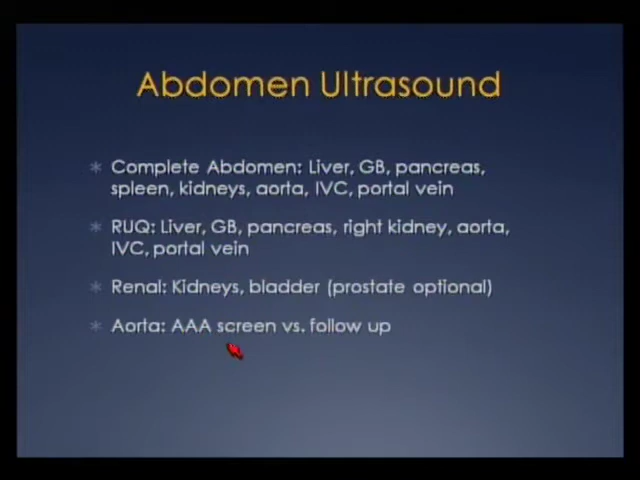 Abdomen Ultrasound
* Complete Abdomen: Liver, GB, pancreas,
spleen, kidneys, aorta, IVC, portal vein
* RUQ: Liver, GB, pancreas, right kidney, aorta,
IVC, portal vein
* Renal: Kidneys, bladder (prostate optional)
* Aorta: AAA screen vs. follow up